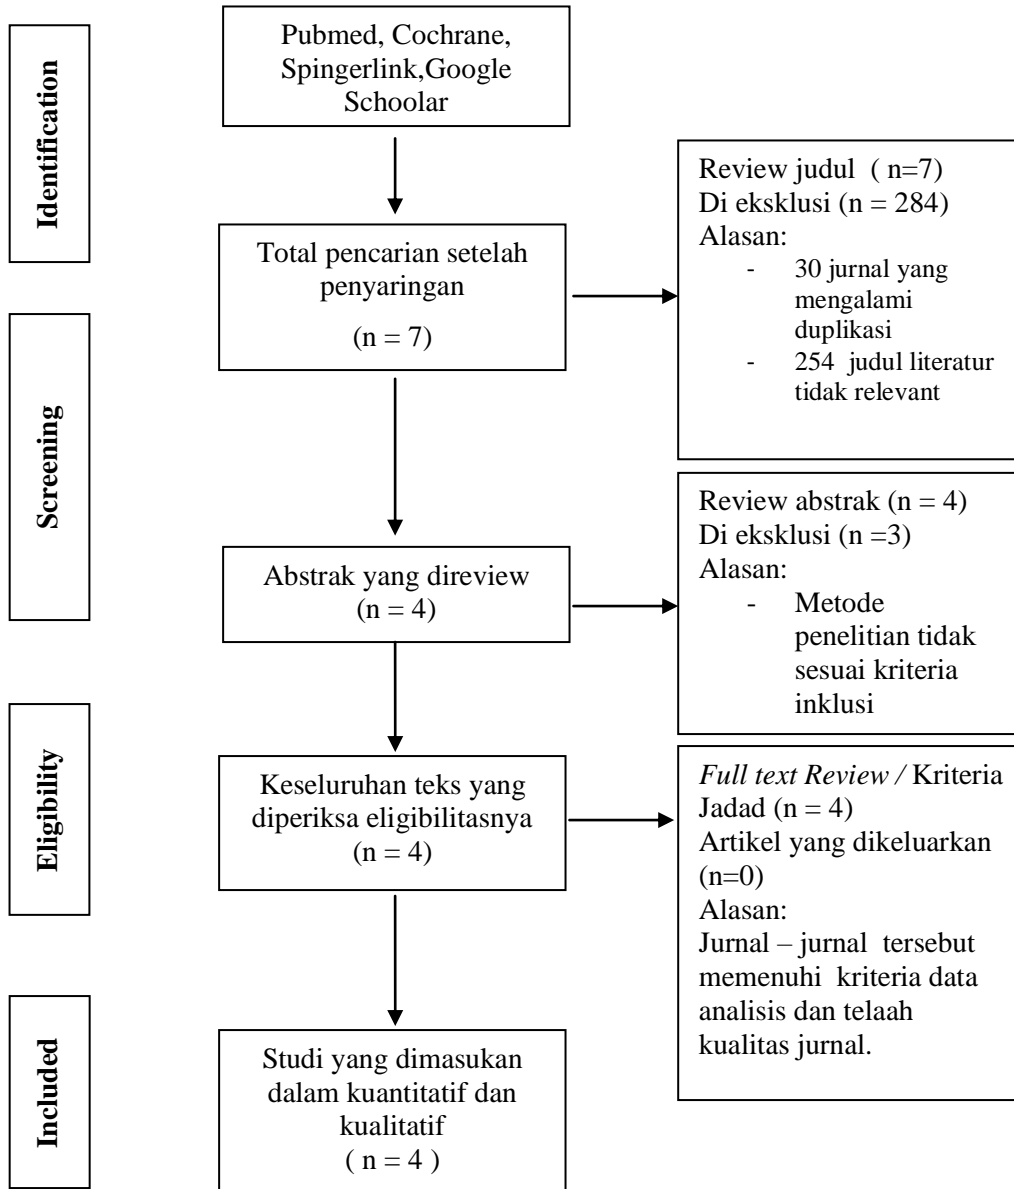 Identification
Pubmed, Cochrane,
Spingerlink,Google
Schoolar
Total pencarian setelah
penyaringan
(n = 7)
Review judul ( n=7)
Di eksklusi (n = 284)
Alasan:
- 30 jurnal yang
mengalami
duplikasi
- 254 judul literatur
tidak relevant
Screening
Abstrak yang direview
(n = 4)
Review abstrak (n = 4)
Di eksklusi (n =3)
Alasan:
- Metode
penelitian tidak
sesuai kriteria
inklusi
Eligibility
Keseluruhan teks yang
diperiksa eligibilitasnya
(n = 4)
Full text Review / Kriteria
Jadad (n = 4)
Artikel yang dikeluarkan
(n=0)
Alasan:
Jurnal – jurnal tersebut
memenuhi kriteria data
analisis dan telaah
kualitas jurnal.
Included
Studi yang dimasukan
dalam kuantitatif dan
kualitatif
( n = 4 )